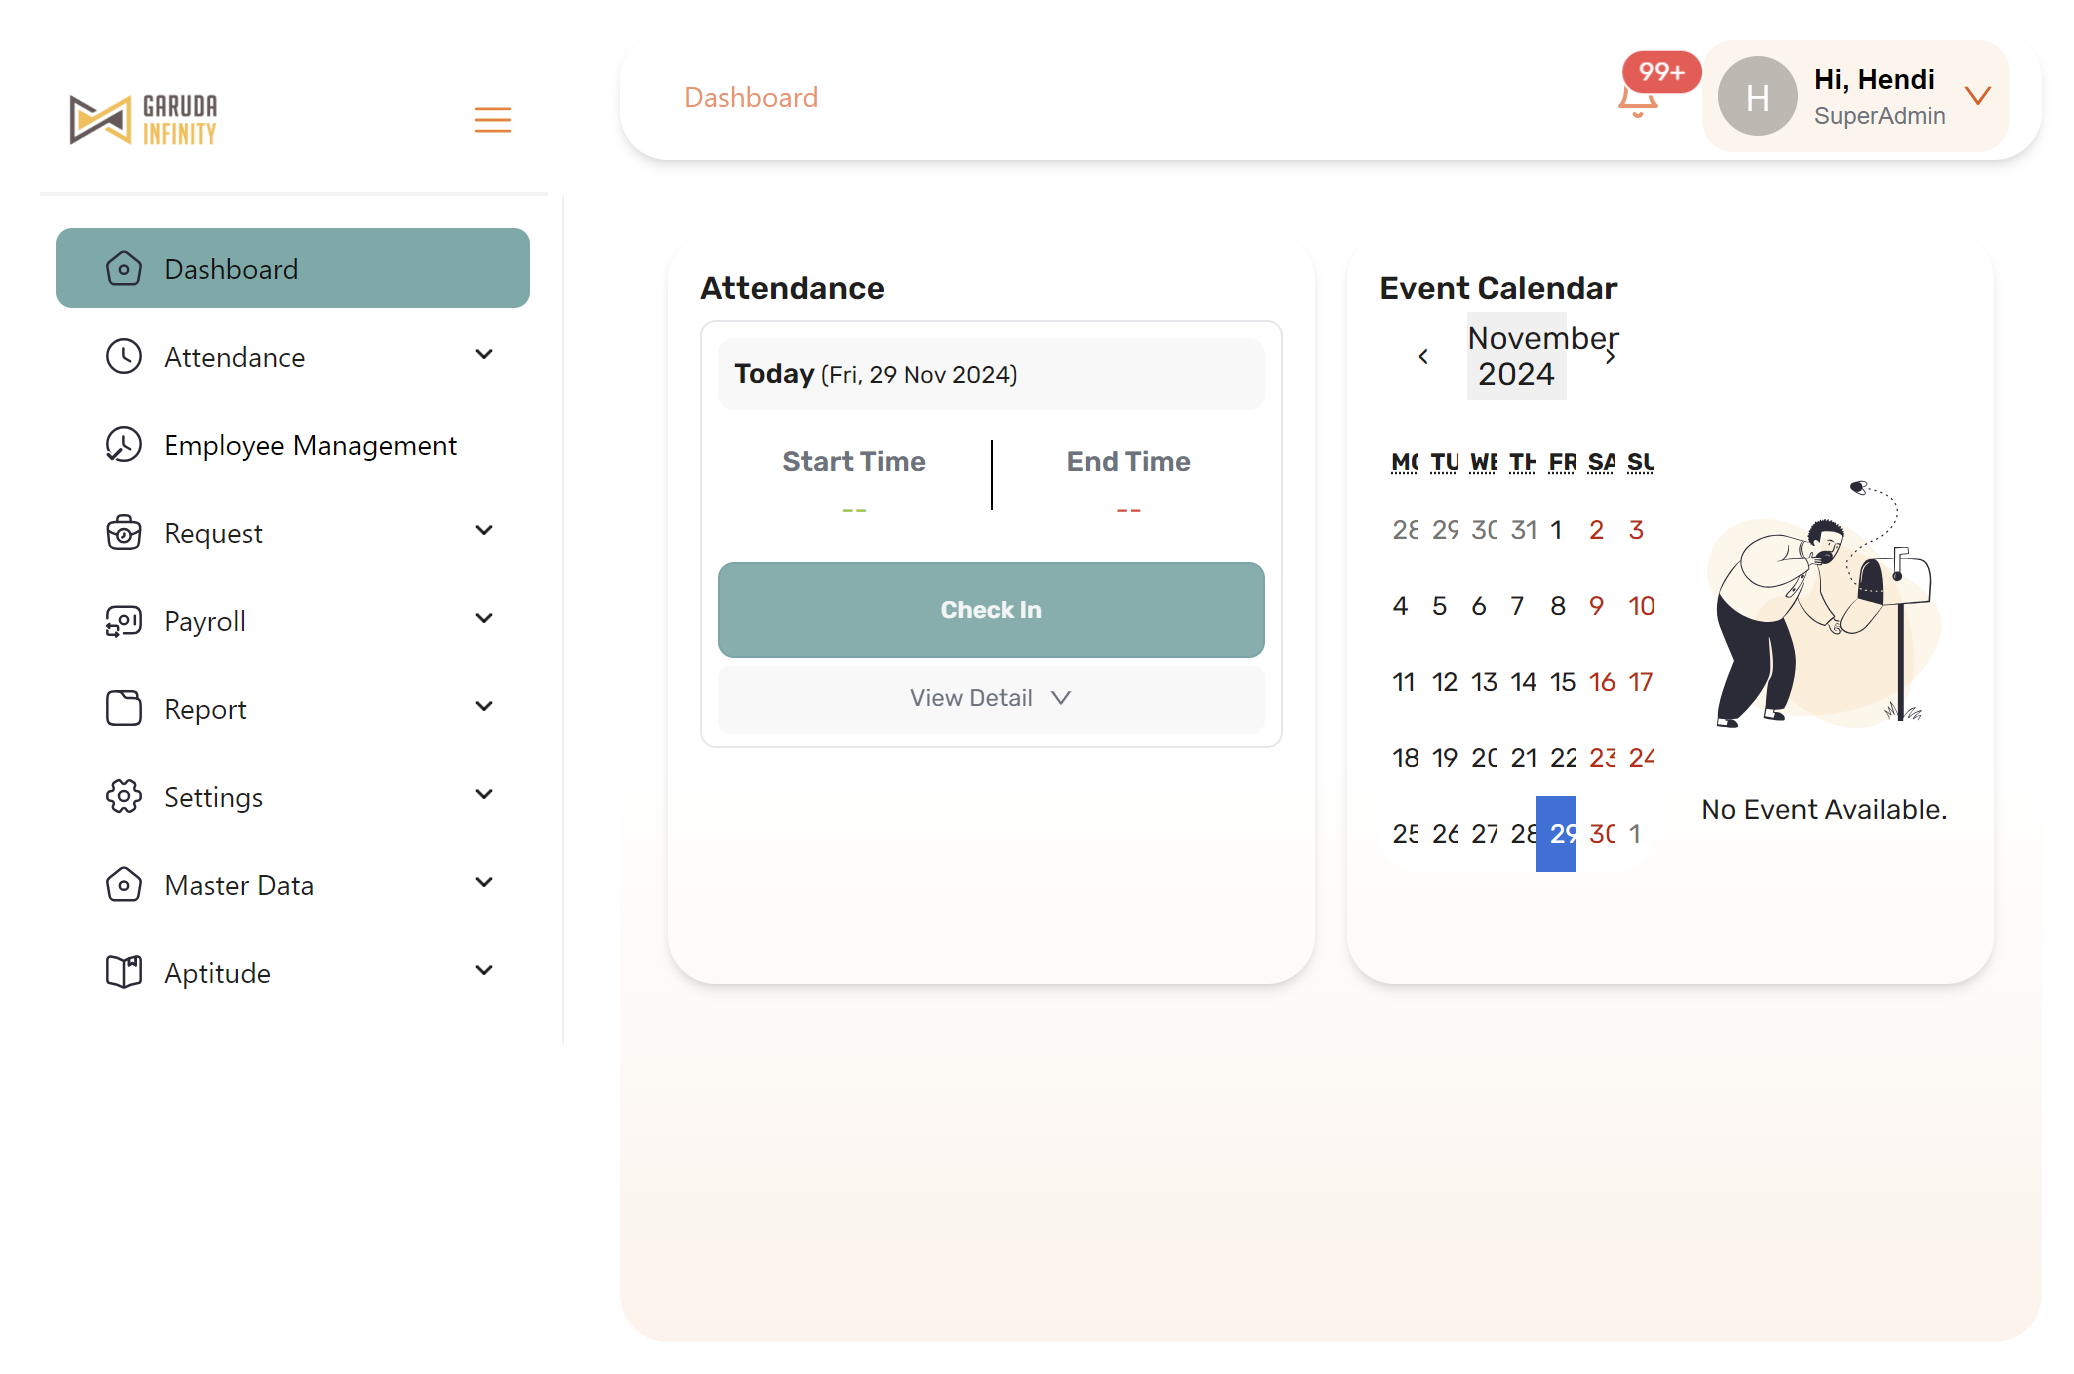 GARUDA
INFINITY
Dashboard
Attendance
Employee Management
Request
Payroll
Report
Settings
Master Data
Aptitude
Dashboard
99+
H
Hi, Hendi
SuperAdmin
Attendance
Today (Fri, 29 Nov 2024)
Start Time
End Time
--
--
Check In
View Detail
Event Calendar
‹ November 2024 ›
MO TU WE TH FR SA SU
28 29 30 31 1 2 3
4 5 6 7 8 9 10
11 12 13 14 15 16 17
18 19 20 21 22 23 24
25 26 27 28 29 30 1
No Event Available.